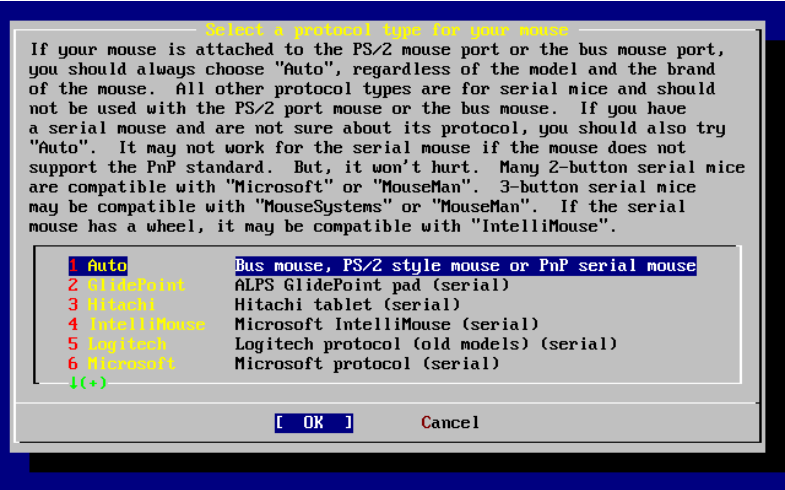 Select a protocol type for your mouse
If your mouse is attached to the PS/2 mouse port or the bus mouse port,
you should always choose "Auto", regardless of the model and the brand
of the mouse.  All other protocol types are for serial mice and should
not be used with the PS/2 port mouse or the bus mouse.  If you have
a serial mouse and are not sure about its protocol, you should also try
"Auto".  It may not work for the serial mouse if the mouse does not
support the PnP standard.  But, it won't hurt.  Many 2-button serial mice
are compatible with "Microsoft" or "MouseMan".  3-button serial mice
may be compatible with "MouseSystems" or "MouseMan".  If the serial
mouse has a wheel, it may be compatible with "IntelliMouse".
1 Auto Bus mouse, PS/2 style mouse or PnP serial mouse
2 GlidePoint ALPS GlidePoint pad (serial)
3 Hitachi Hitachi tablet (serial)
4 IntelliMouse Microsoft IntelliMouse (serial)
5 Logitech Logitech protocol (old models) (serial)
6 Microsoft Microsoft protocol (serial)
↓(+)
[ OK ] Cancel